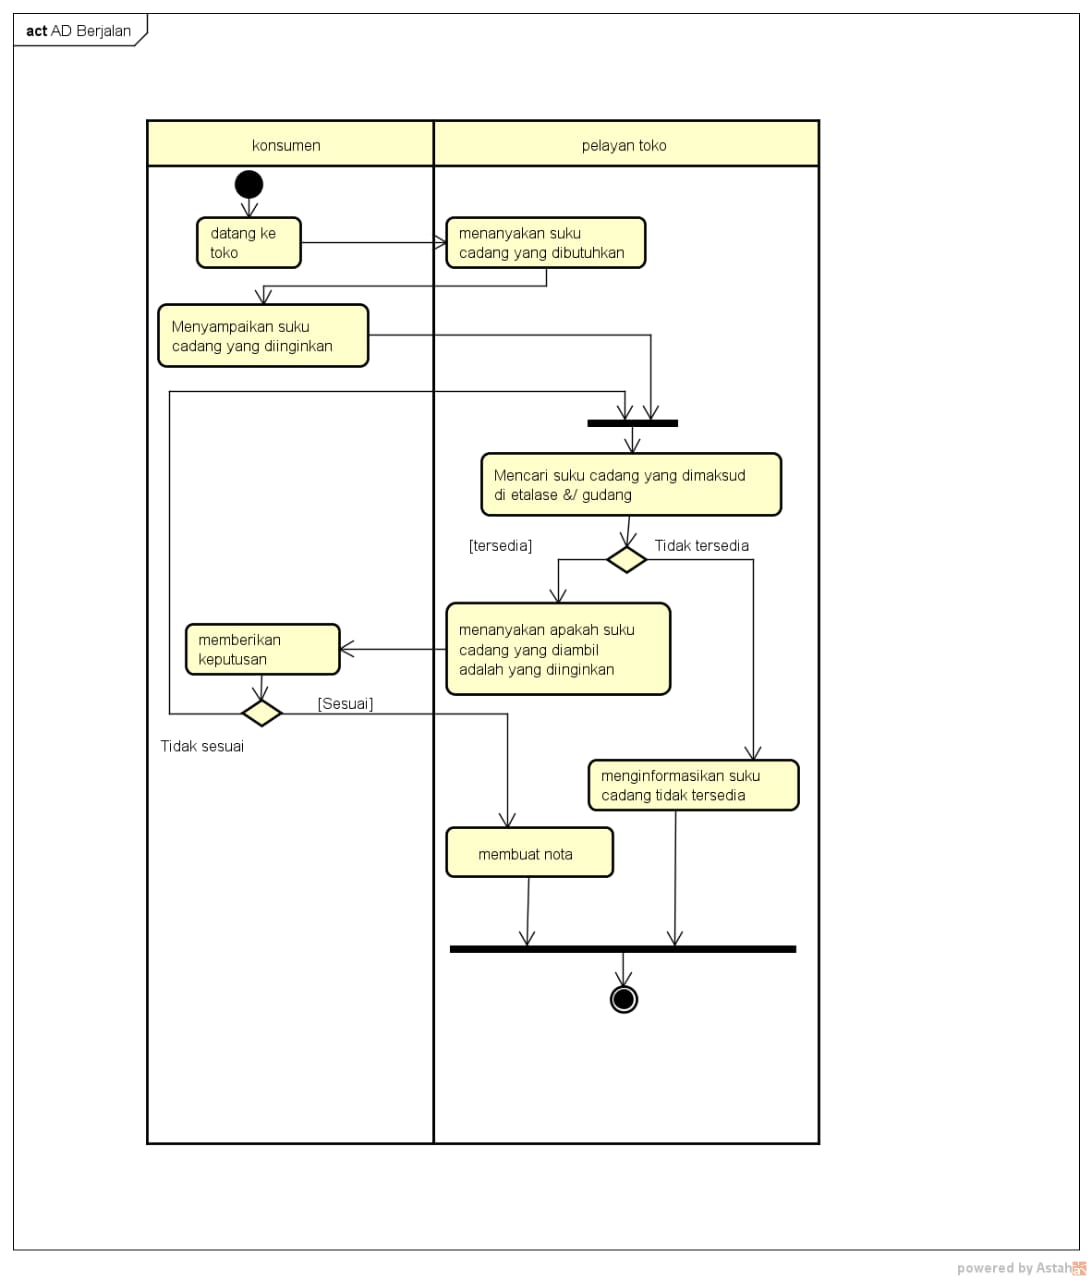 act AD Berjalan
konsumen
pelayan toko
datang ke
toko
menanyakan suku
cadang yang dibutuhkan
Menyampaikan suku
cadang yang diinginkan
Mencari suku cadang yang dimaksud
di etalase &/ gudang
[tersedia]
Tidak tersedia
menanyakan apakah suku
cadang yang diambil
adalah yang diinginkan
memberikan
keputusan
[Sesuai]
Tidak sesuai
menginformasikan suku
cadang tidak tersedia
membuat nota
powered by Astah